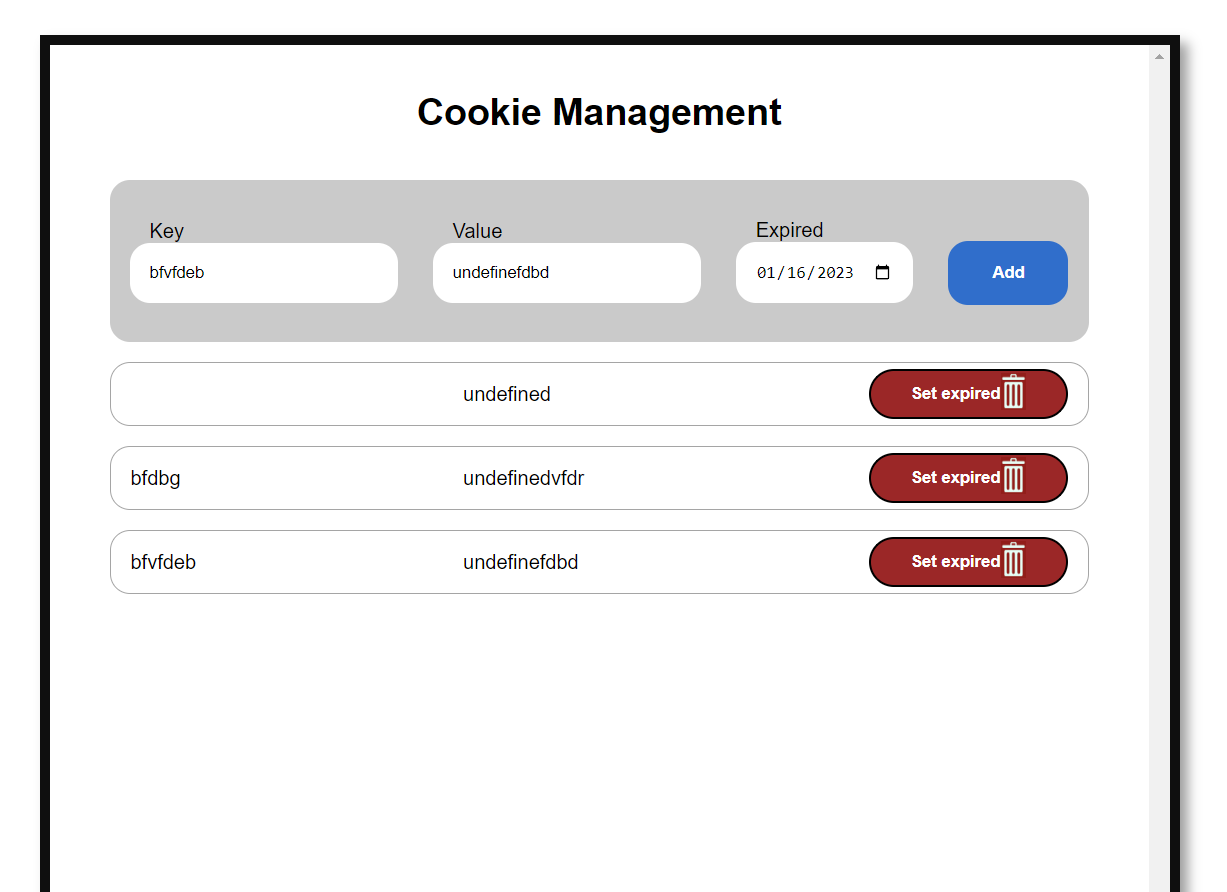 Cookie Management
Key Value Expired
bfvfdeb undefinefdbd 01/16/2023 Add
undefined Set expired
bfdbg undefinedvfdr Set expired
bfvfdeb undefinefdbd Set expired